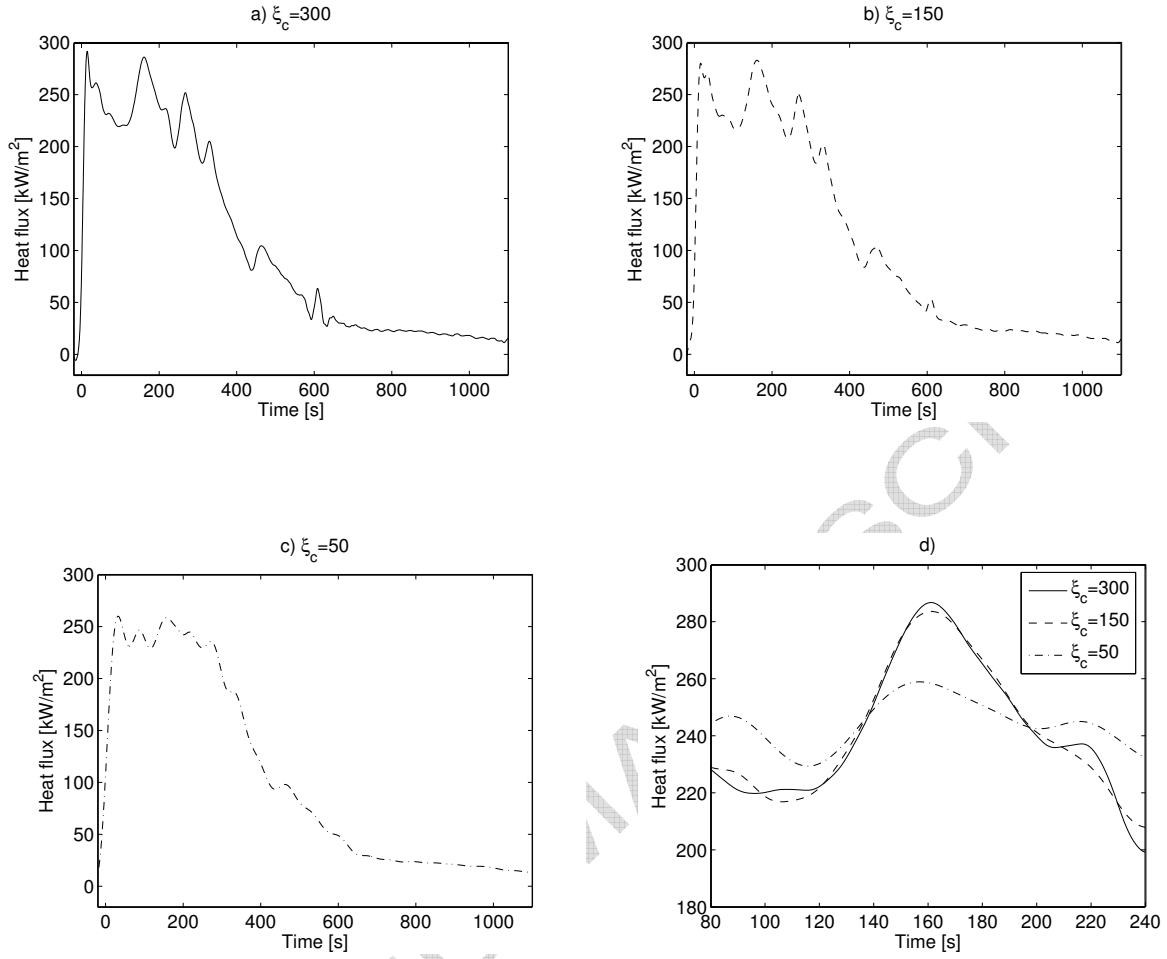 a) ξc=300
300
250
200
150
100
50
0
Heat flux [kW/m²]
0 200 400 600 800 1000
Time [s]
b) ξc=150
300
250
200
150
100
50
0
Heat flux [kW/m²]
0 200 400 600 800 1000
Time [s]
c) ξc=50
300
250
200
150
100
50
0
Heat flux [kW/m²]
0 200 400 600 800 1000
Time [s]
d)
300
280
260
240
220
200
180
Heat flux [kW/m²]
ξc=300
ξc=150
ξc=50
80 100 120 140 160 180 200 220 240
Time [s]